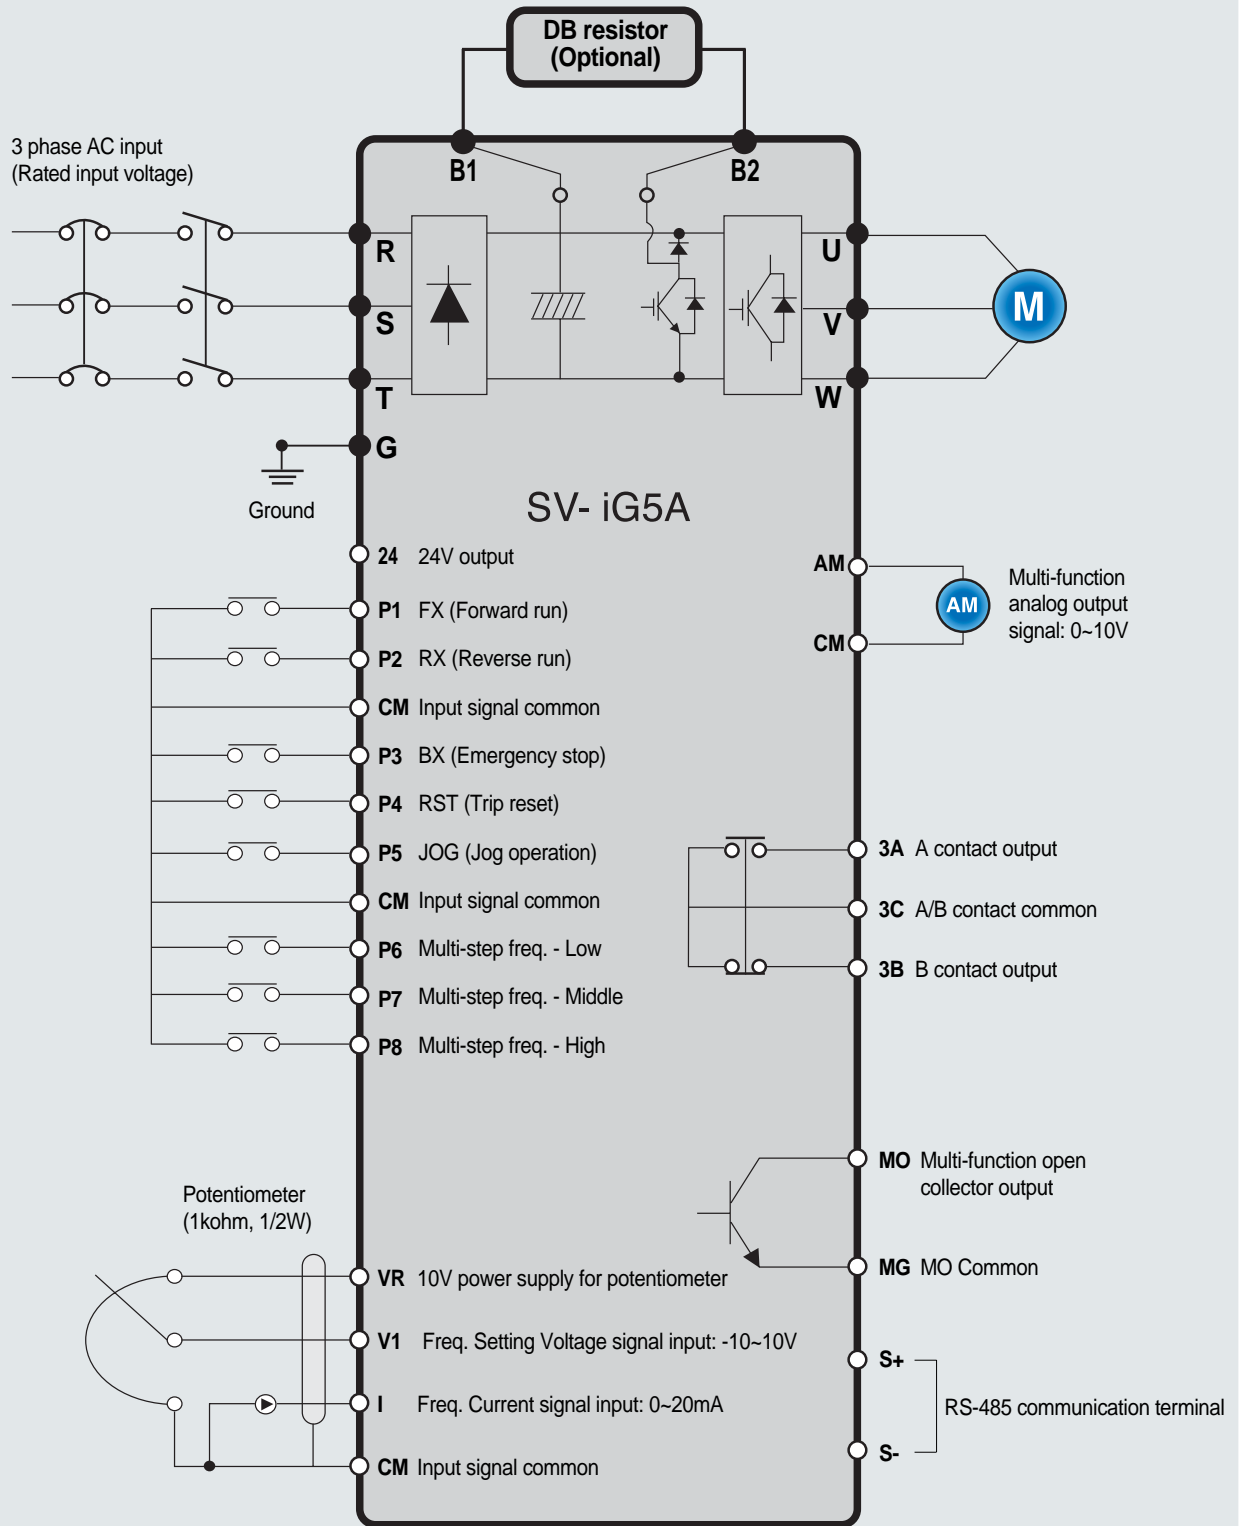 DB resistor
(Optional)
3 phase AC input
(Rated input voltage)
B1
B2
R
U
S
V
M
T
W
G
Ground
SV- iG5A
24 24V output
P1 FX (Forward run)
P2 RX (Reverse run)
CM Input signal common
P3 BX (Emergency stop)
P4 RST (Trip reset)
P5 JOG (Jog operation)
CM Input signal common
P6 Multi-step freq. - Low
P7 Multi-step freq. - Middle
P8 Multi-step freq. - High
AM
AM
CM
Multi-function
analog output
signal: 0~10V
3A A contact output
3C A/B contact common
3B B contact output
MO Multi-function open
collector output
MG MO Common
Potentiometer
(1kohm, 1/2W)
VR 10V power supply for potentiometer
V1 Freq. Setting Voltage signal input: -10~10V
I Freq. Current signal input: 0~20mA
CM Input signal common
S+
RS-485 communication terminal
S-